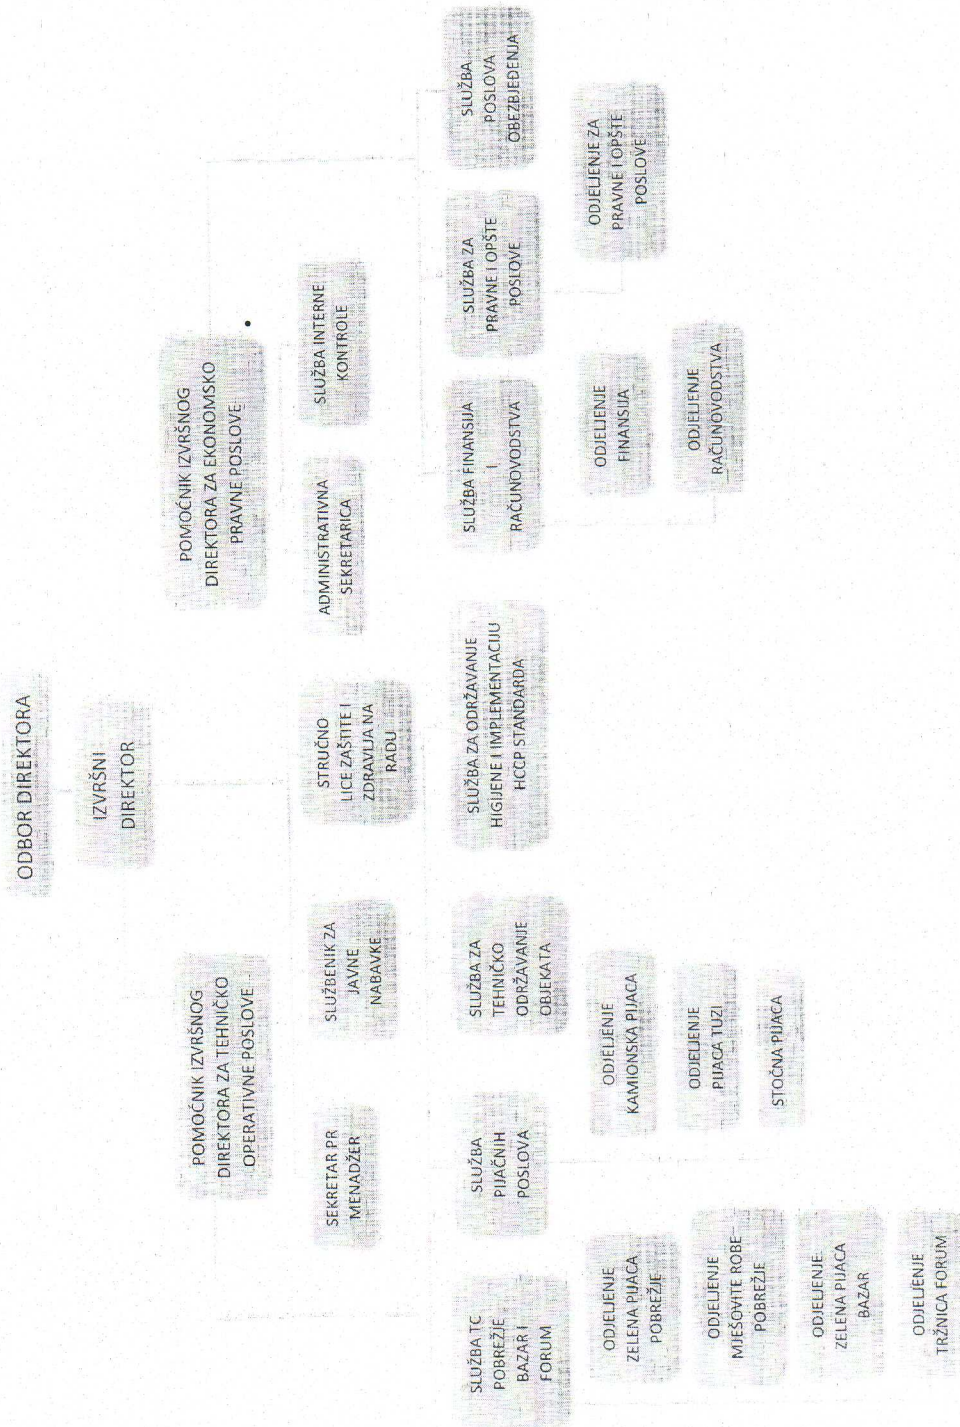 ODBOR DIREKTORA
IZVRŠNI
DIREKTOR
POMOĆNIK IZVRŠNOG
DIREKTORA ZA TEHNIČKO
OPERATIVNE POSLOVE
POMOĆNIK IZVRŠNOG
DIREKTORA ZA EKONOMSKO
PRAVNE POSLOVE
SEKRETAR PR
MENADŽER
SLUŽBENIK ZA
JAVNE
NABAVKE
STRUČNO
LICE ZAŠTITE I
ZDRAVLJA NA
RADU
ADMINISTRATIVNA
SEKRETARICA
SLUŽBA INTERNE
KONTROLE
SLUŽBA TC
POBREŽJE
BAZAR I
FORUM
SLUŽBA
PIJAČNIH
POSLOVA
SLUŽBA ZA
TEHNIČKO
ODRŽAVANJE
OBJEKATA
SLUŽBA ZA ODRŽAVANJE
HIGIJENE I IMPLEMENTACIJU
HCCP STANDARDA
SLUŽBA FINANSIJA
I
RAČUNOVODSTVA
SLUŽBA ZA
PRAVNE I OPŠTE
POSLOVE
SLUŽBA
POSLOVA
OBEZBJEĐENJA
ODJELJENJE
ZELENA PIJACA
POBREŽJE
ODJELJENJE
MJEŠOVITE ROBE
POBREŽJE
ODJELJENJE
ZELENA PIJACA
BAZAR
ODJELJENJE
TRŽNICA FORUM
ODJELJENJE
KAMIONSKA PIJACA
ODJELJENJE
PIJACA TUZI
STOČNA PIJACA
ODJELJENJE
FINANSIJA
ODJELJENJE
RAČUNOVODSTVA
ODJELJENJE ZA
PRAVNE I OPŠTE
POSLOVE